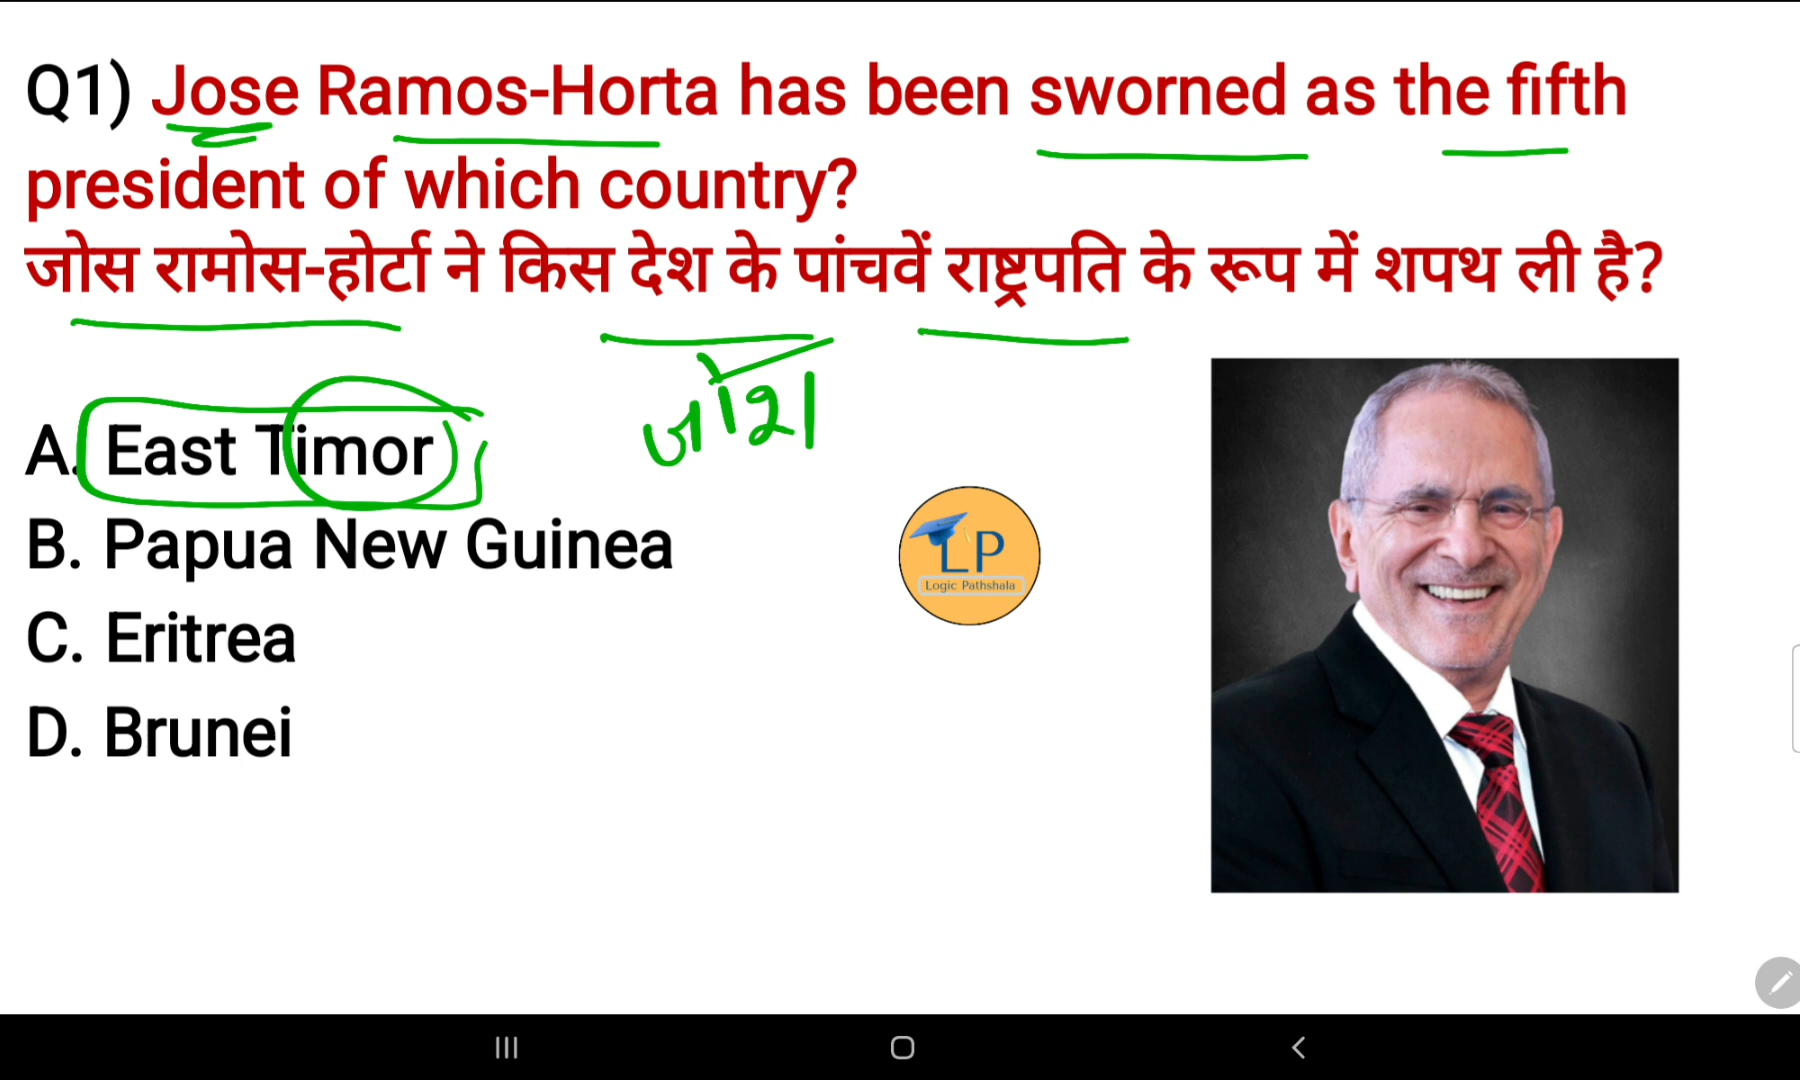 Q1) Jose Ramos-Horta has been sworned as the fifth
president of which country?
जोस रामोस-होर्टा ने किस देश के पांचवें राष्ट्रपति के रूप में शपथ ली है?
जोश
A. East Timor
B. Papua New Guinea
LP
Logic Pathshala
C. Eritrea
D. Brunei